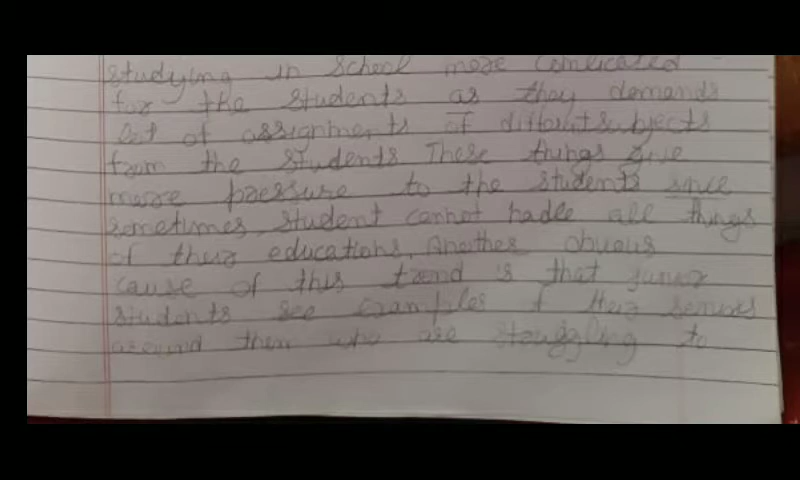 studying in school more comlicated
for the students as they demands
lot of assignments of different subjects
from the students. These things give
more pressure to the students since
sometimes, student cannot hadle all things
of their educations. Another obvious
cause of this trend is that junior
students see examples of their seniors
around them who are struggling to